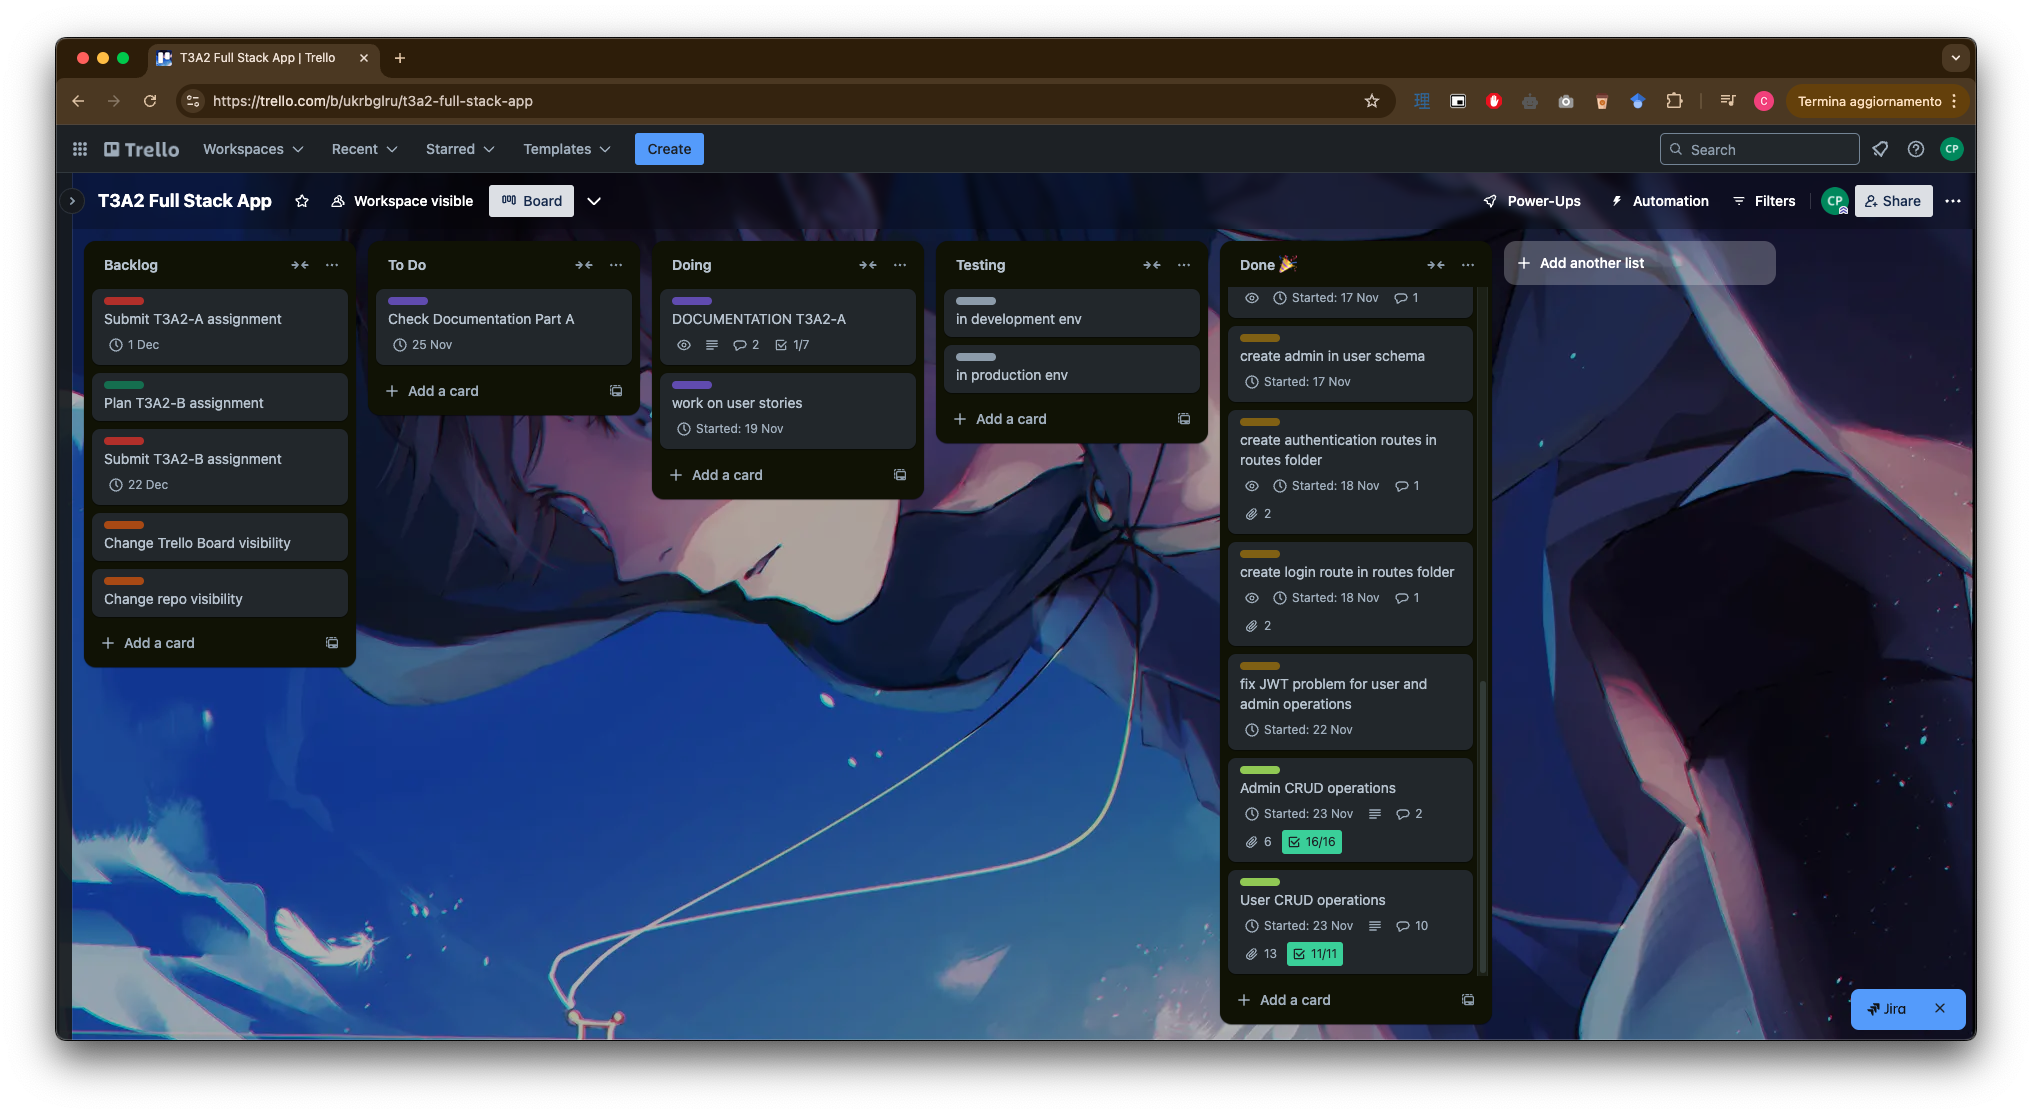 T3A2 Full Stack App | Trello
https://trello.com/b/ukrbglru/t3a2-full-stack-app
C
Termina aggiornamento
Trello
Workspaces
Recent
Starred
Templates
Create
Search
CP
T3A2 Full Stack App
Workspace visible
Board
Power-Ups
Automation
Filters
CP
Share
Backlog
Submit T3A2-A assignment
1 Dec
Plan T3A2-B assignment
Submit T3A2-B assignment
22 Dec
Change Trello Board visibility
Change repo visibility
Add a card
To Do
Check Documentation Part A
25 Nov
Add a card
Doing
DOCUMENTATION T3A2-A
2 1/7
work on user stories
Started: 19 Nov
Add a card
Testing
in development env
in production env
Add a card
Done 🎉
Started: 17 Nov 1
create admin in user schema
Started: 17 Nov
create authentication routes in
routes folder
Started: 18 Nov 1
2
create login route in routes folder
Started: 18 Nov 1
2
fix JWT problem for user and
admin operations
Started: 22 Nov
Admin CRUD operations
Started: 23 Nov 2
6 16/16
User CRUD operations
Started: 23 Nov 10
13 11/11
Add a card
Add another list
Jira